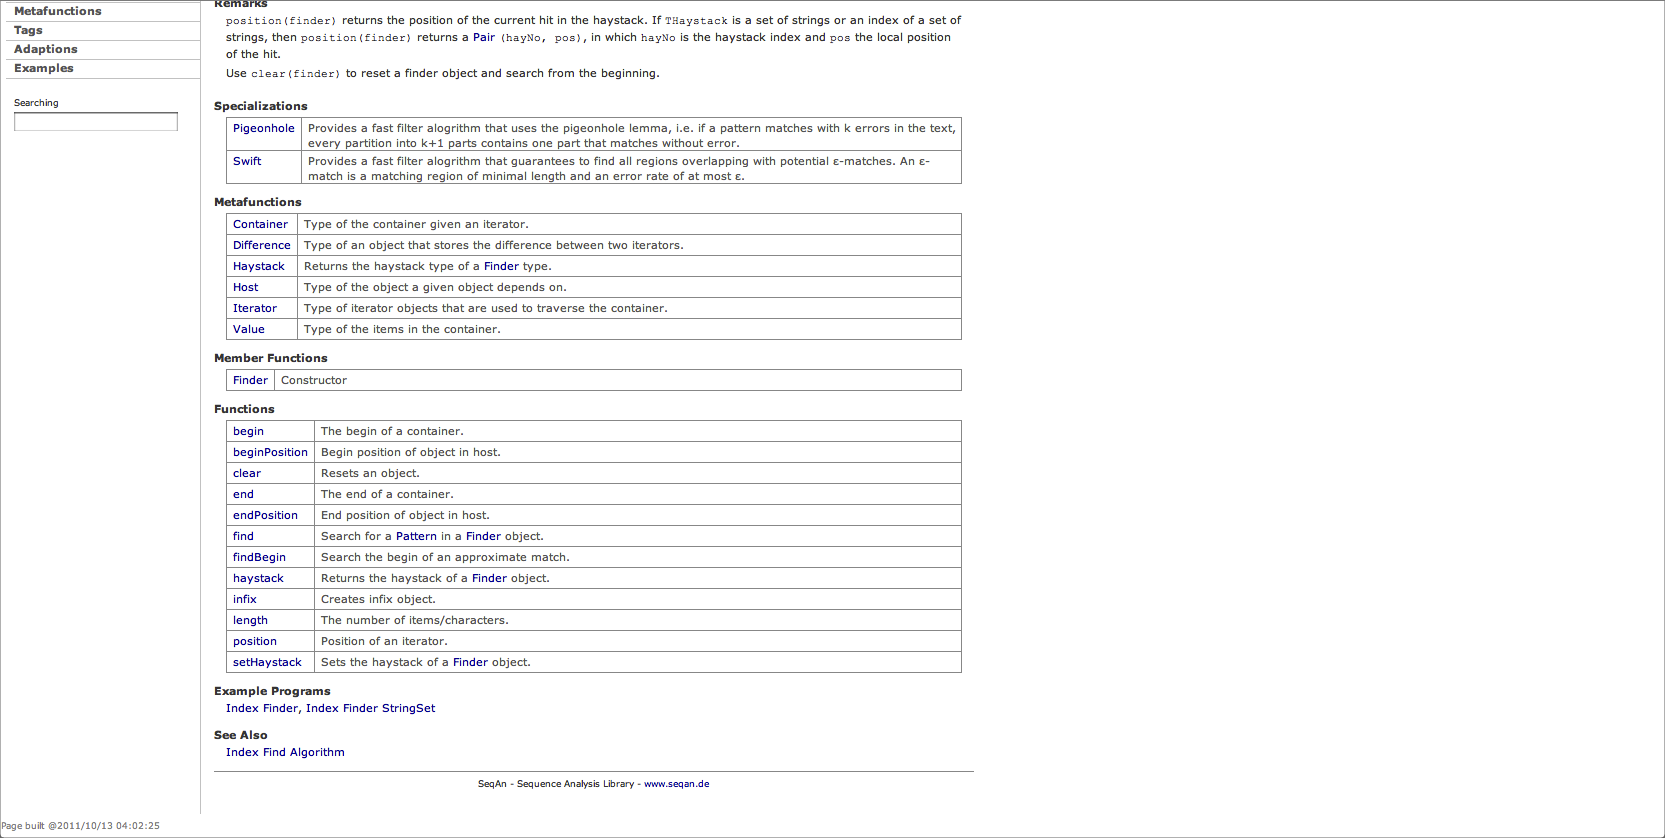 Metafunctions
Tags
Adaptions
Examples
Searching
Remarks
position(finder) returns the position of the current hit in the haystack. If THaystack is a set of strings or an index of a set of
strings, then position(finder) returns a Pair (hayNo, pos), in which hayNo is the haystack index and pos the local position
of the hit.
Use clear(finder) to reset a finder object and search from the beginning.
Specializations
Pigeonhole Provides a fast filter alogrithm that uses the pigeonhole lemma, i.e. if a pattern matches with k errors in the text,
every partition into k+1 parts contains one part that matches without error.
Swift Provides a fast filter alogrithm that guarantees to find all regions overlapping with potential ε-matches. An ε-
match is a matching region of minimal length and an error rate of at most ε.
Metafunctions
Container Type of the container given an iterator.
Difference Type of an object that stores the difference between two iterators.
Haystack Returns the haystack type of a Finder type.
Host Type of the object a given object depends on.
Iterator Type of iterator objects that are used to traverse the container.
Value Type of the items in the container.
Member Functions
Finder Constructor
Functions
begin The begin of a container.
beginPosition Begin position of object in host.
clear Resets an object.
end The end of a container.
endPosition End position of object in host.
find Search for a Pattern in a Finder object.
findBegin Search the begin of an approximate match.
haystack Returns the haystack of a Finder object.
infix Creates infix object.
length The number of items/characters.
position Position of an iterator.
setHaystack Sets the haystack of a Finder object.
Example Programs
Index Finder, Index Finder StringSet
See Also
Index Find Algorithm
SeqAn - Sequence Analysis Library - www.seqan.de
Page built @2011/10/13 04:02:25